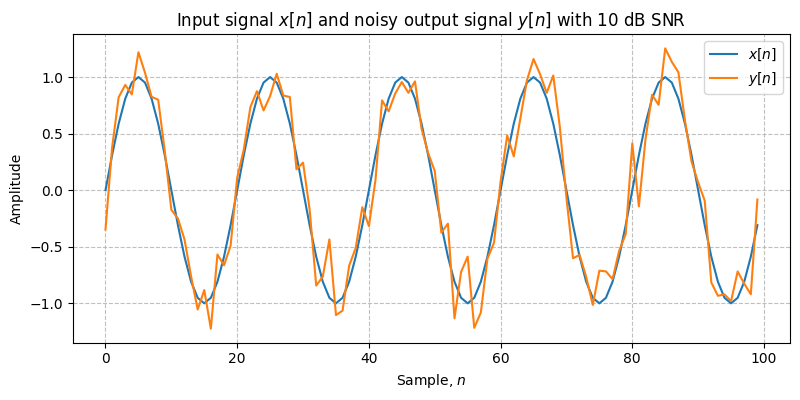 Input signal x[n] and noisy output signal y[n] with 10 dB SNR
x[n]
y[n]
1.0
0.5
0.0
−0.5
−1.0
Amplitude
0 20 40 60 80 100
Sample, n